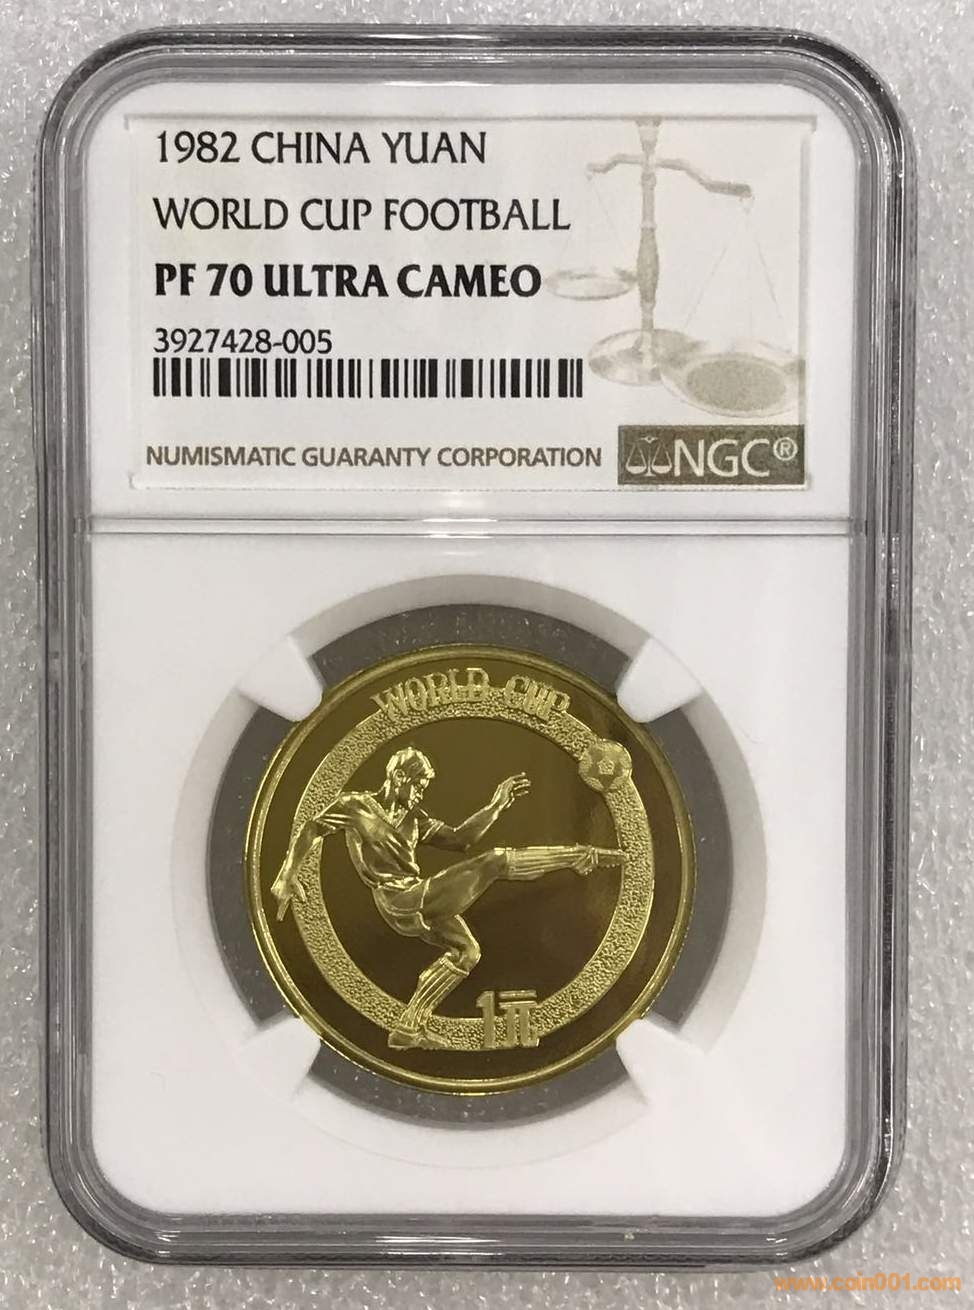 1982 CHINA YUAN
WORLD CUP FOOTBALL
PF 70 ULTRA CAMEO
3927428-005
NUMISMATIC GUARANTY CORPORATION
NGC®
WORLD CUP
1元
www.coin001.com